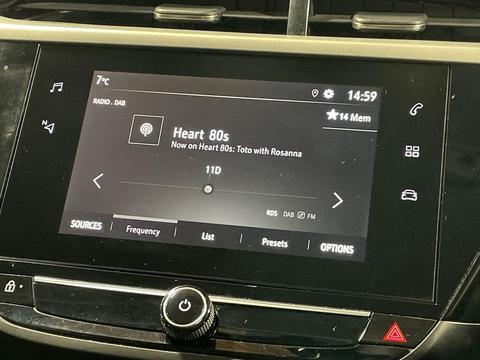 7°C
14:59
RADIO . DAB
14 Mem
Heart 80s
Now on Heart 80s: Toto with Rosanna
11D
RDS DAB FM
SOURCES Frequency List Presets OPTIONS